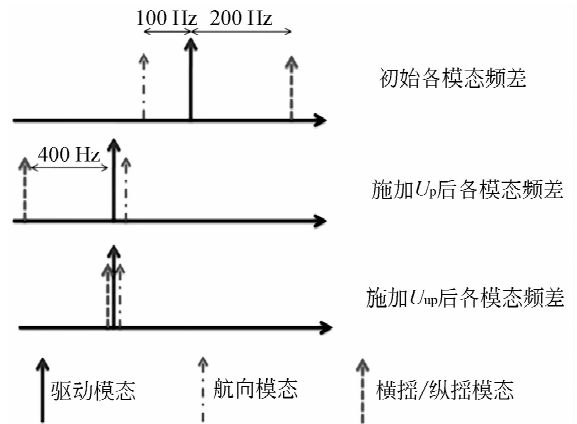 100 Hz 200 Hz
初始各模态频差
400 Hz
施加Up后各模态频差
施加Uup后各模态频差
驱动模态 航向模态 横摇/纵摇模态